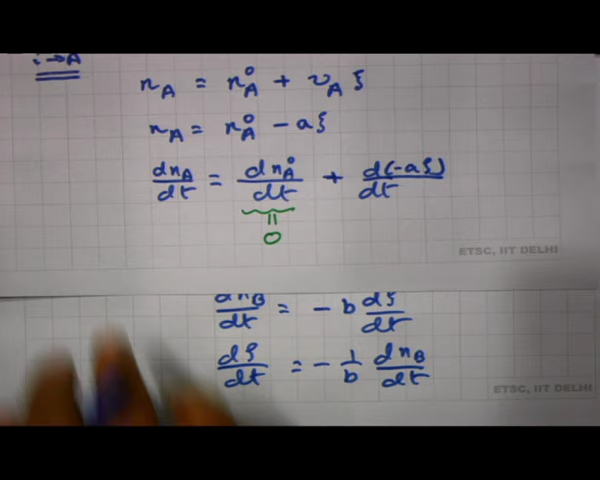 i → A
n_A = n_A^0 + ν_A ξ
n_A = n_A^0 - aξ
dn_A/dt = dn_A^0/dt + d(-aξ)/dt
=
0
ETSC, IIT DELHI
dn_B/dt = - b dξ/dt
dξ/dt = - 1/b dn_B/dt
ETSC, IIT DELHI